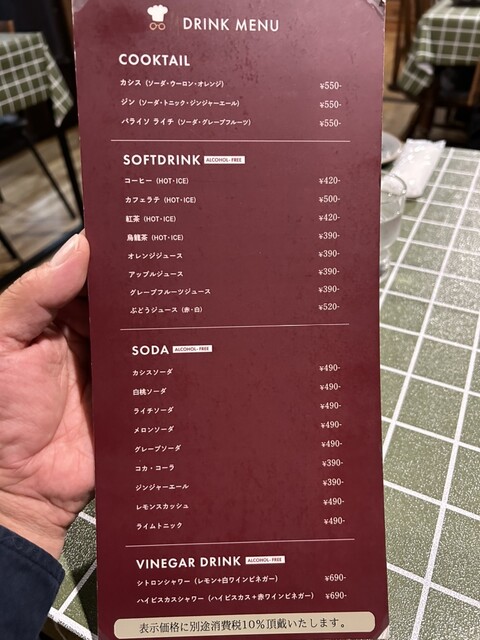 DRINK MENU
COOKTAIL
カシス（ソーダ・ウーロン・オレンジ） ¥550-
ジン（ソーダ・トニック・ジンジャーエール） ¥550-
パライソ ライチ（ソーダ・グレープフルーツ） ¥550-
SOFTDRINK ALCOHOL-FREE
コーヒー（HOT・ICE） ¥420-
カフェラテ（HOT・ICE） ¥500-
紅茶（HOT・ICE） ¥420-
烏龍茶（HOT・ICE） ¥390-
オレンジジュース ¥390-
アップルジュース ¥390-
グレープフルーツジュース ¥390-
ぶどうジュース（赤・白） ¥520-
SODA ALCOHOL-FREE
カシスソーダ ¥490-
白桃ソーダ ¥490-
ライチソーダ ¥490-
メロンソーダ ¥490-
グレープソーダ ¥490-
コカ・コーラ ¥390-
ジンジャーエール ¥390-
レモンスカッシュ ¥490-
ライムトニック ¥490-
VINEGAR DRINK ALCOHOL-FREE
シトロンシャワー（レモン+白ワインビネガー） ¥690-
ハイビスカスシャワー（ハイビスカス+赤ワインビネガー） ¥690-
表示価格に別途消費税10%頂戴いたします。